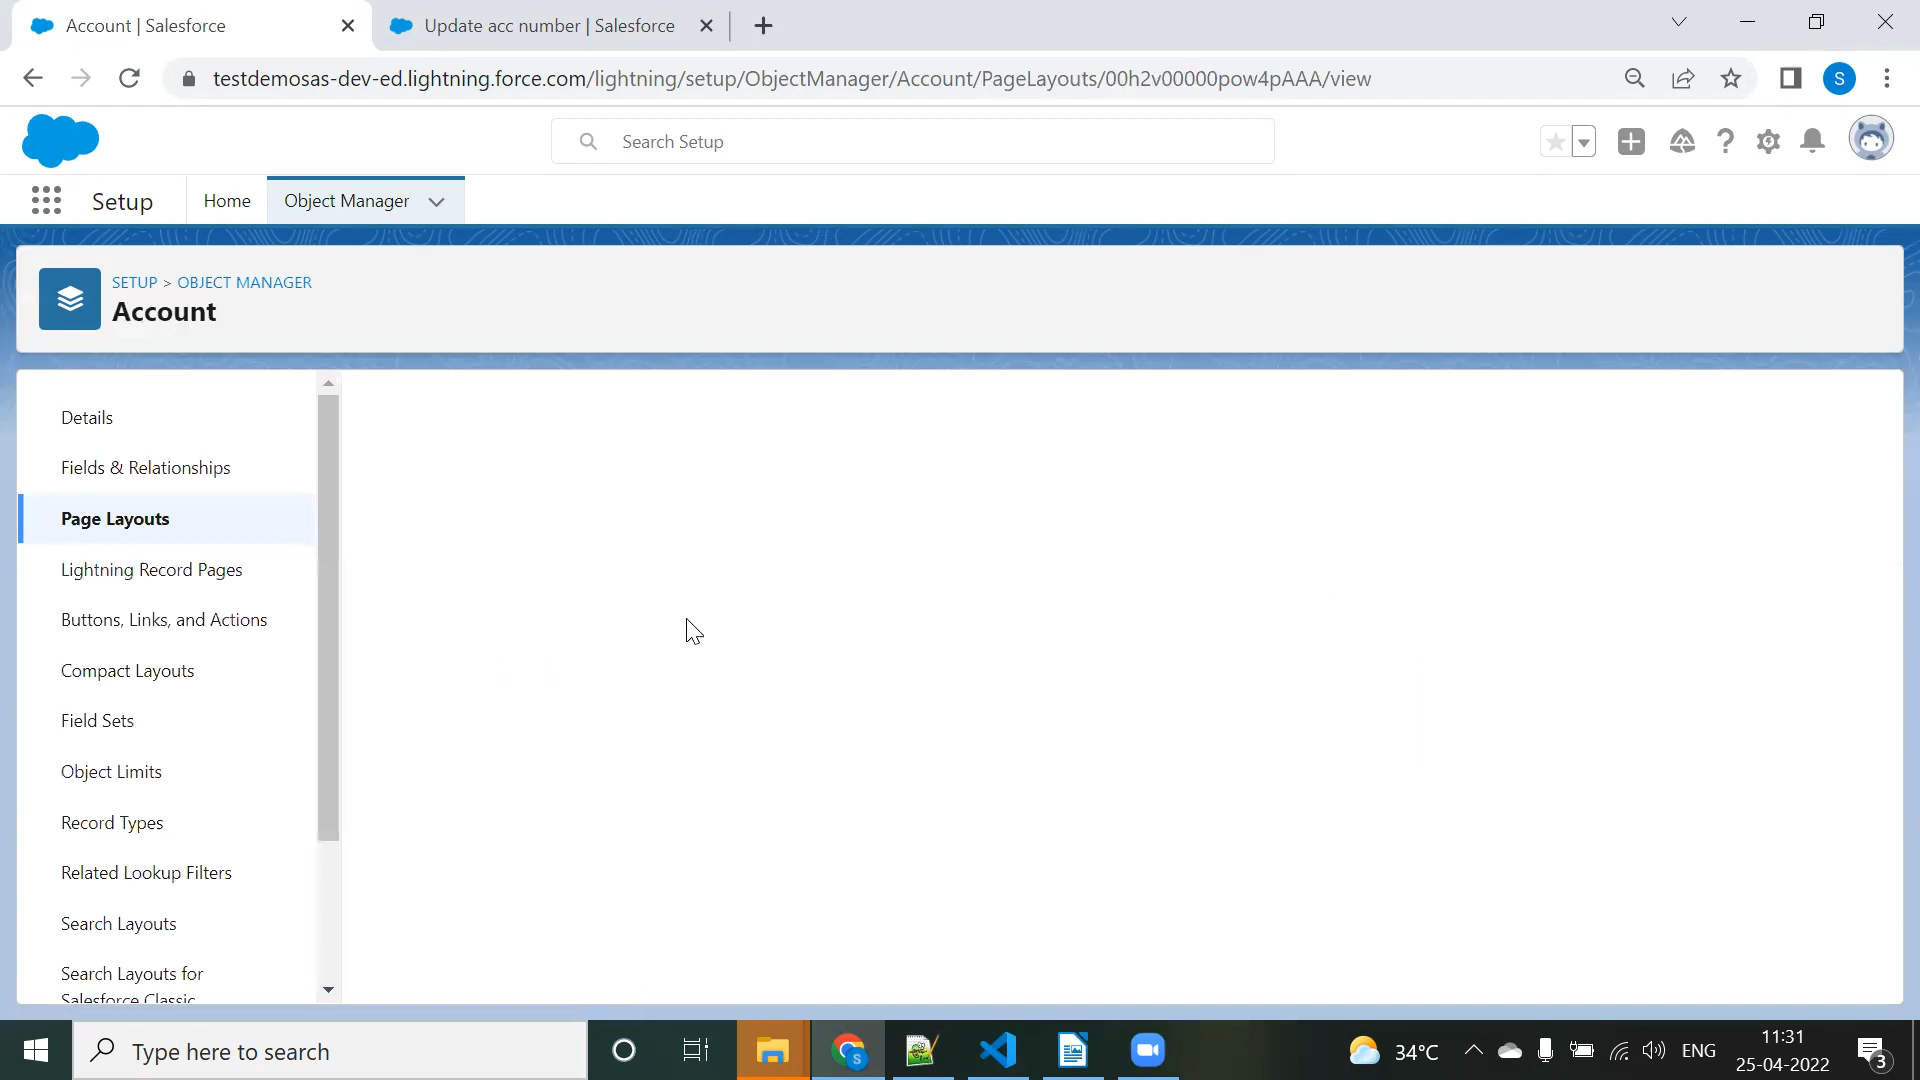 Account | Salesforce
Update acc number | Salesforce
testdemosas-dev-ed.lightning.force.com/lightning/setup/ObjectManager/Account/PageLayouts/00h2v00000pow4pAAA/view
S
Search Setup
Setup
Home
Object Manager
SETUP > OBJECT MANAGER
Account
Details
Fields & Relationships
Page Layouts
Lightning Record Pages
Buttons, Links, and Actions
Compact Layouts
Field Sets
Object Limits
Record Types
Related Lookup Filters
Search Layouts
Search Layouts for
Salesforce Classic
Type here to search
S
34°C
ENG
11:31
25-04-2022
3